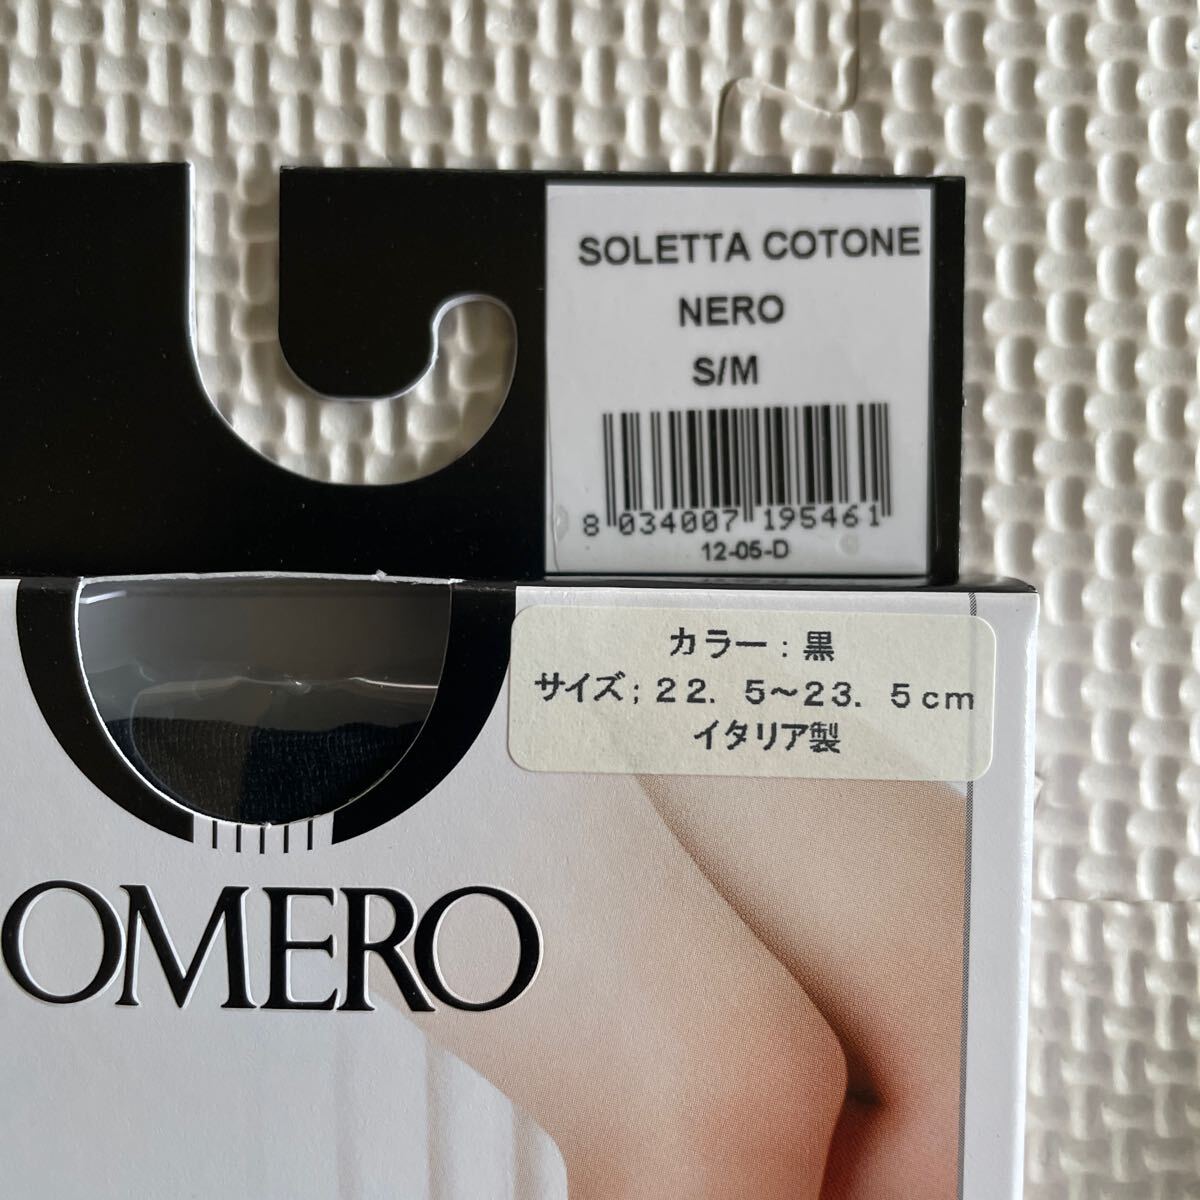 SOLETTA COTONE
NERO
S/M
8 034007 195461
12-05-D
カラー：黒
サイズ；２２．５～２３．５ｃｍ
イタリア製
OMERO